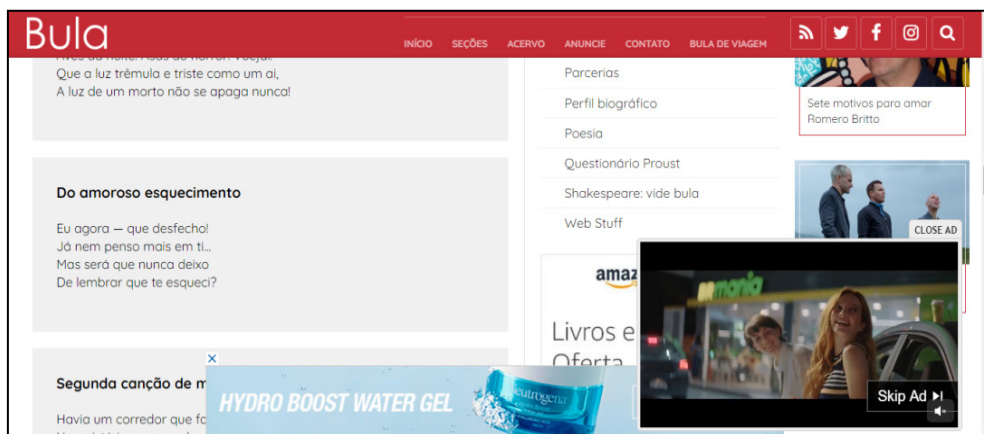 Bula
INÍCIO SEÇÕES ACERVO ANUNCIE CONTATO BULA DE VIAGEM
Que a luz trêmula e triste como um ai,
A luz de um morto não se apaga nunca!
Do amoroso esquecimento
Eu agora — que desfecho!
Já nem penso mais em ti...
Mas será que nunca deixo
De lembrar que te esqueci?
Segunda canção de m
Havia um corredor que fa
Parcerias
Perfil biográfico
Poesia
Questionário Proust
Shakespeare: vide bula
Web Stuff
amaz
Livros e
Oferta
Sete motivos para amar
Romero Britto
CLOSE AD
mania
Skip Ad
HYDRO BOOST WATER GEL
Neutrogena